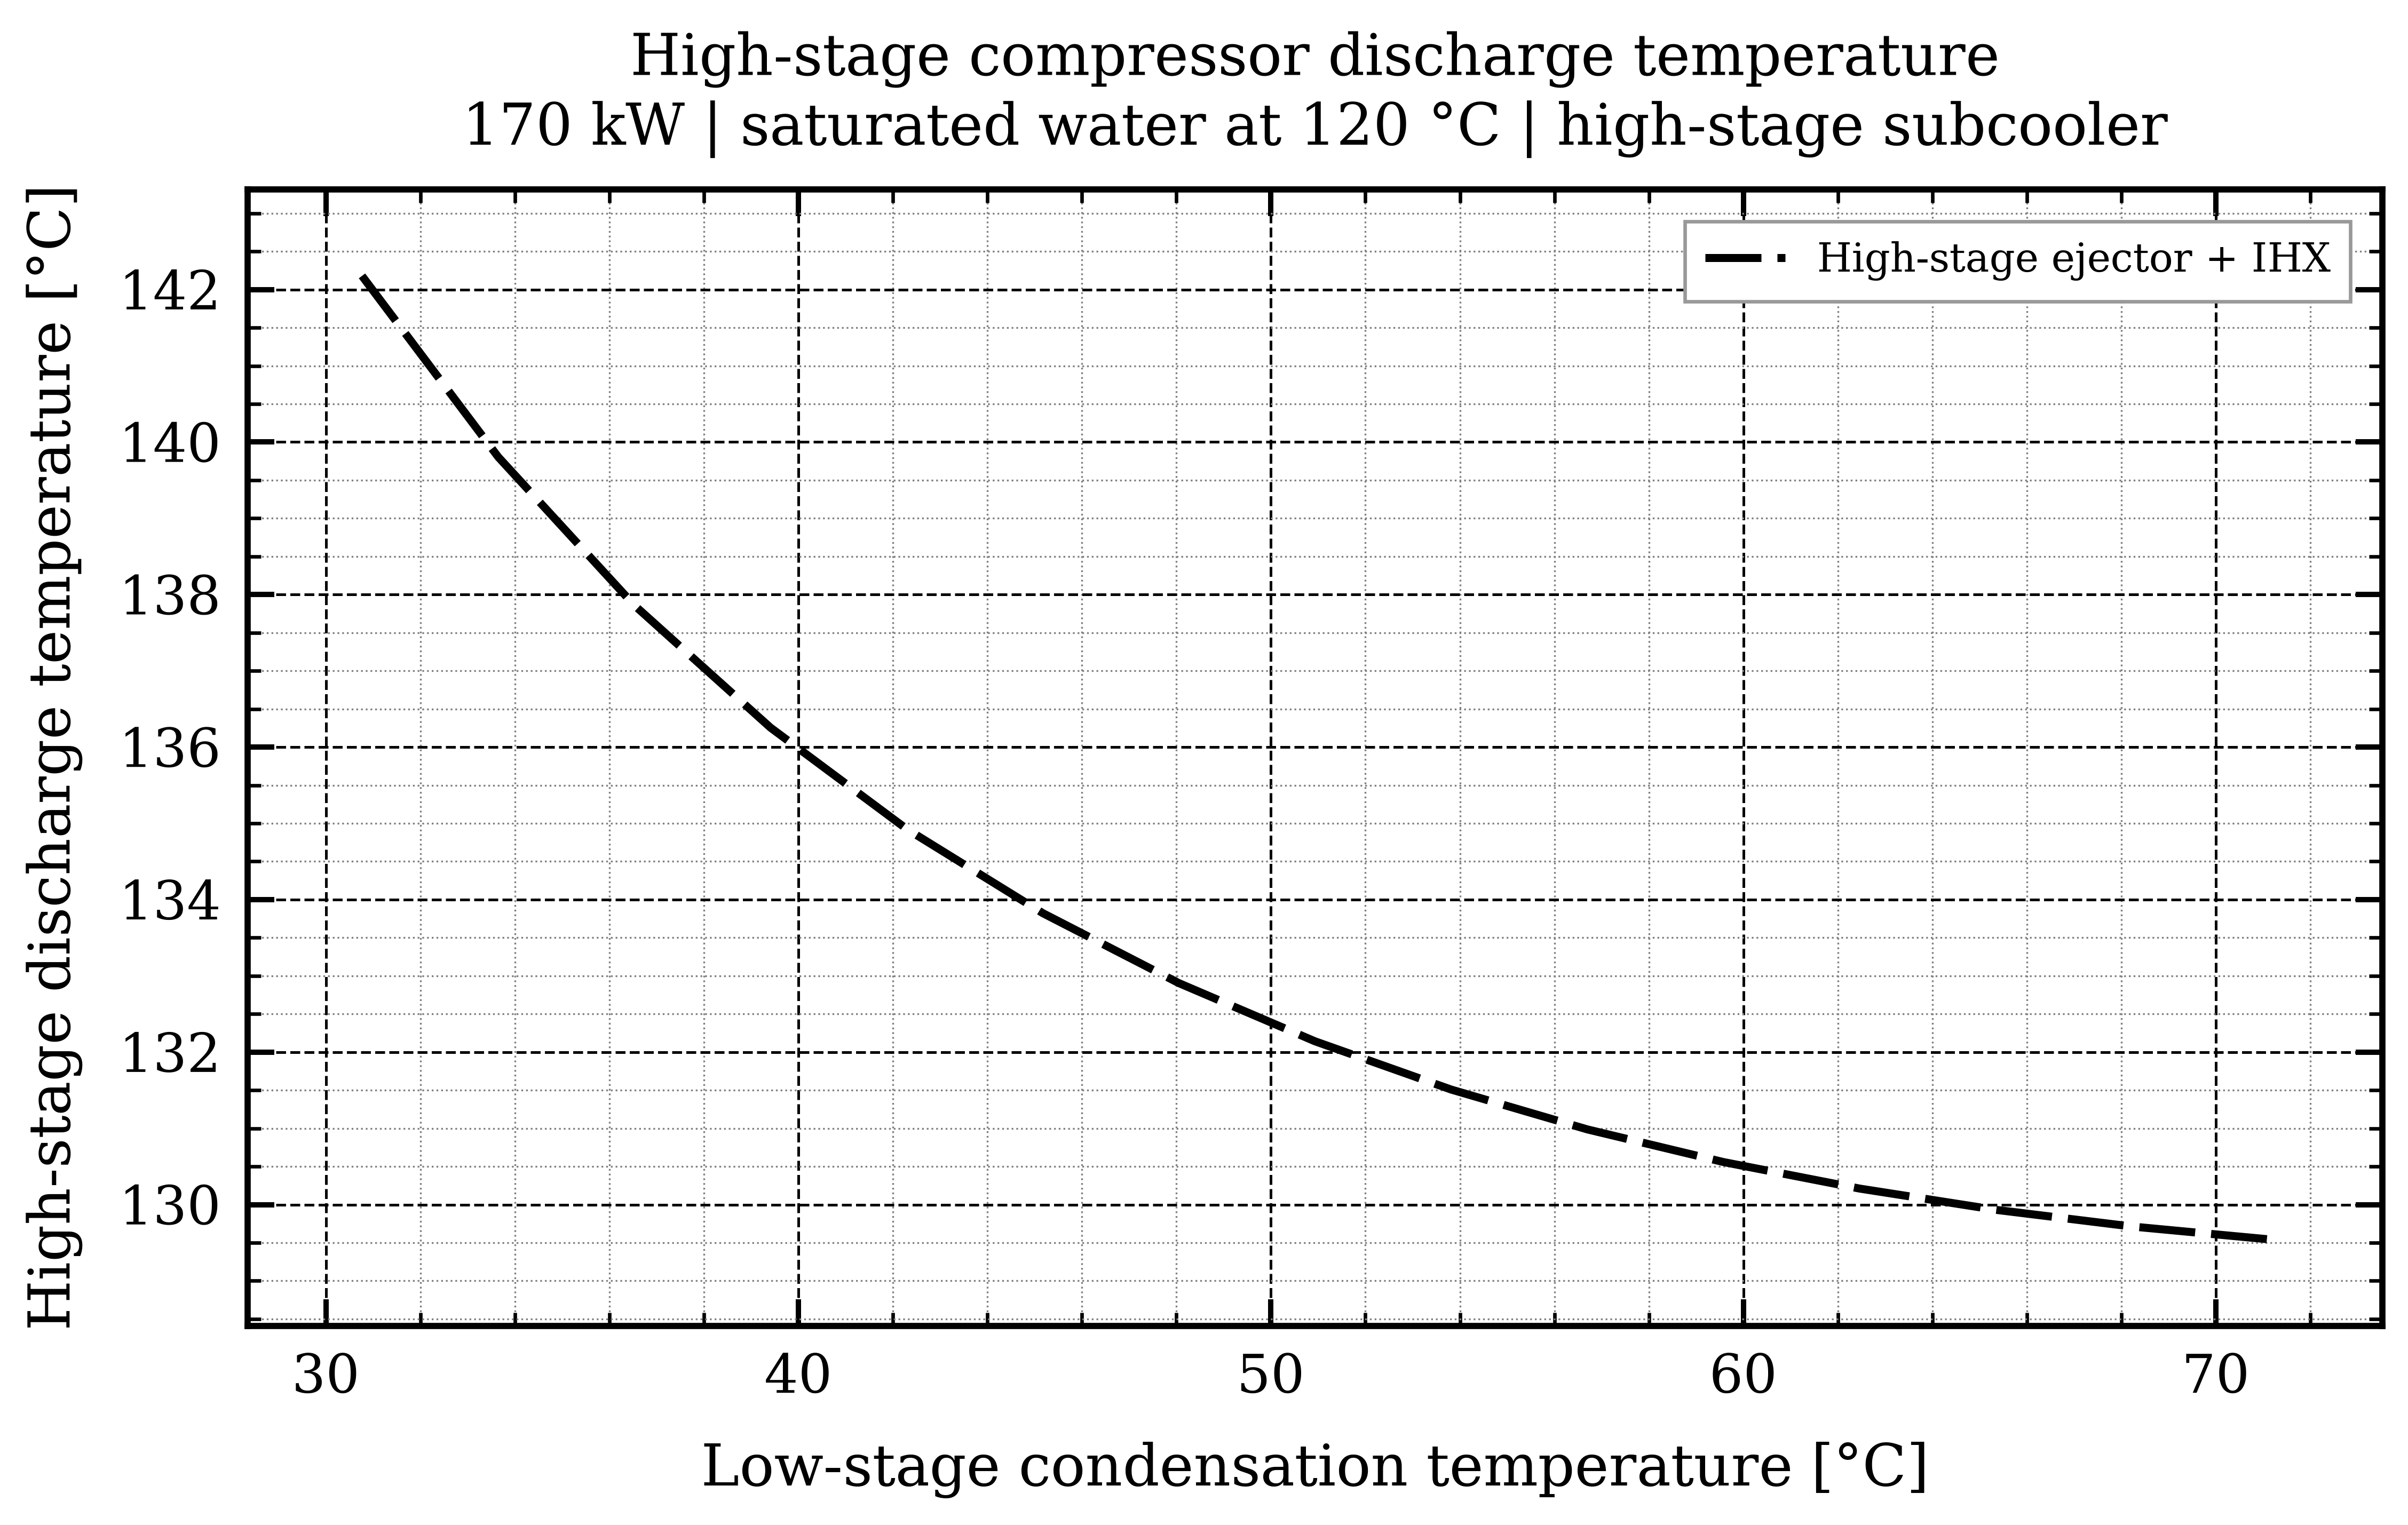 High-stage compressor discharge temperature
170 kW | saturated water at 120 °C | high-stage subcooler
High-stage discharge temperature [°C]
142
140
138
136
134
132
130
High-stage ejector + IHX
30 40 50 60 70
Low-stage condensation temperature [°C]